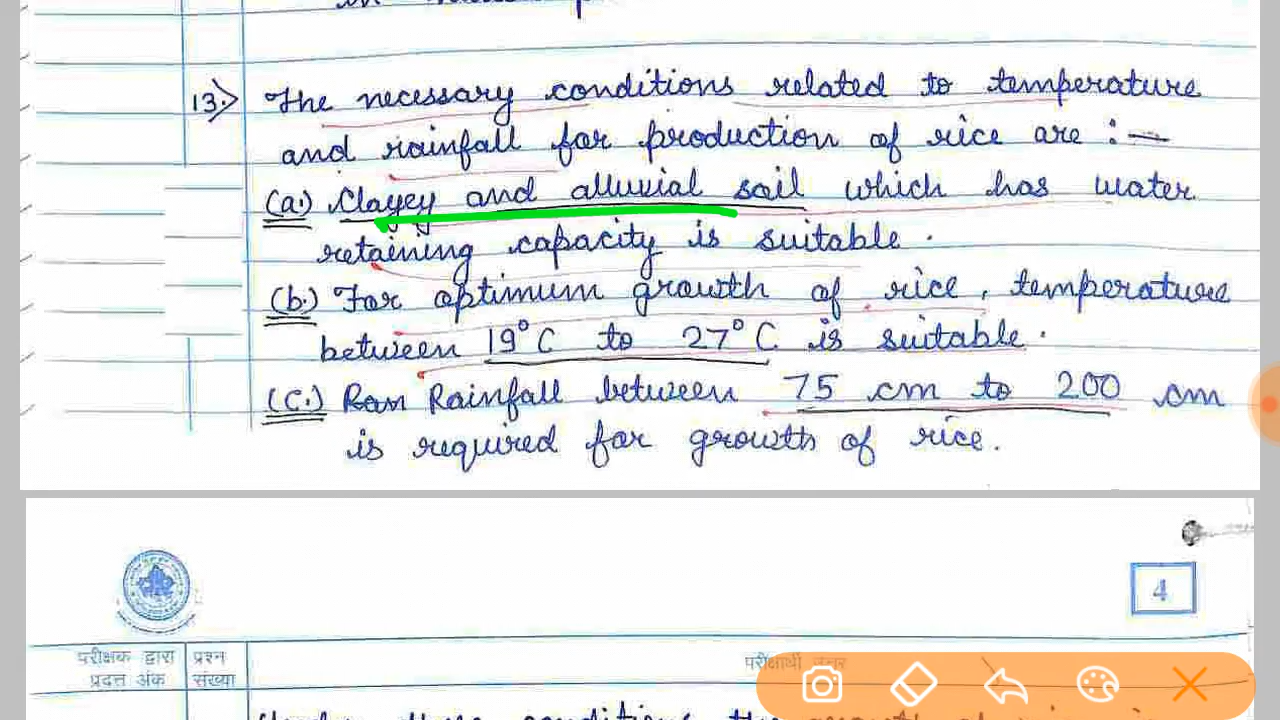 13.> The necessary conditions related to temperature
and rainfall for production of rice are :—
(a.) Clayey and alluvial soil which has water
retaining capacity is suitable.
(b.) For optimum growth of rice, temperature
between 19°C to 27°C is suitable.
(C.) Ran Rainfall between 75 cm to 200 cm
is required for growth of rice.
4
परीक्षक द्वारा प्रदत्त अंक
प्रश्न संख्या
परीक्षार्थी उत्तर